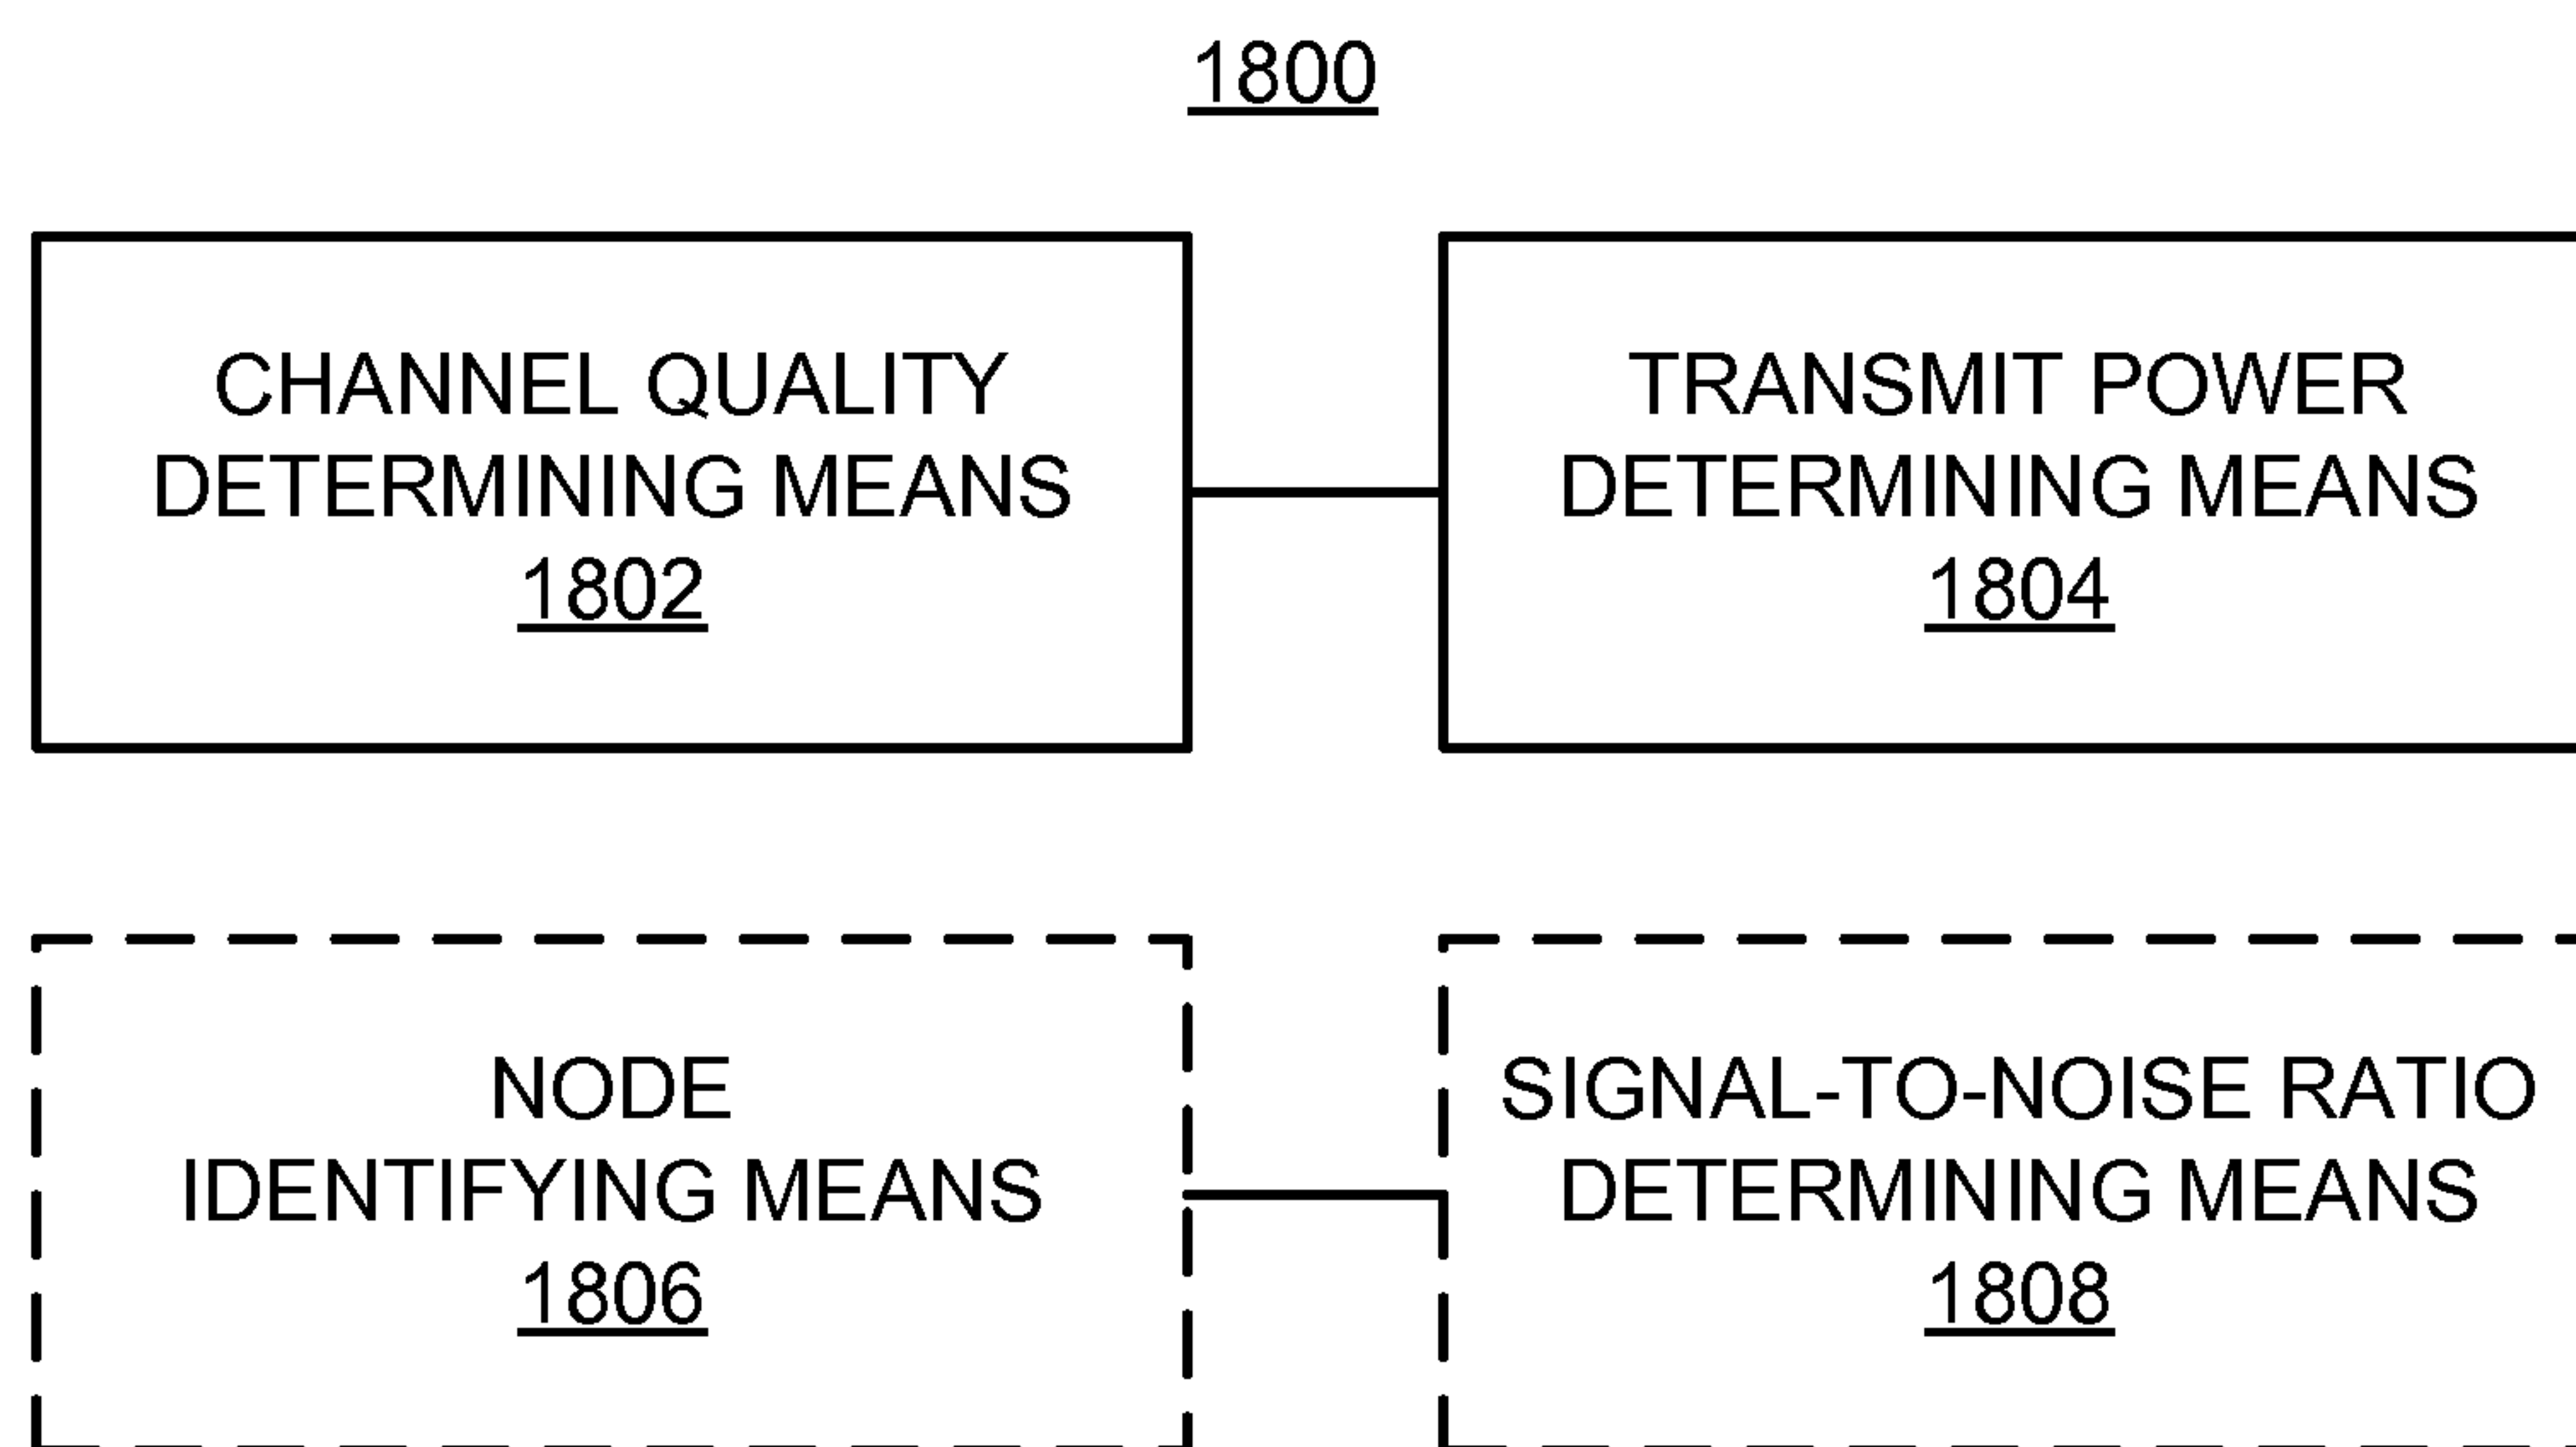 1800
CHANNEL QUALITY
DETERMINING MEANS
1802
TRANSMIT POWER
DETERMINING MEANS
1804
NODE
IDENTIFYING MEANS
1806
SIGNAL-TO-NOISE RATIO
DETERMINING MEANS
1808